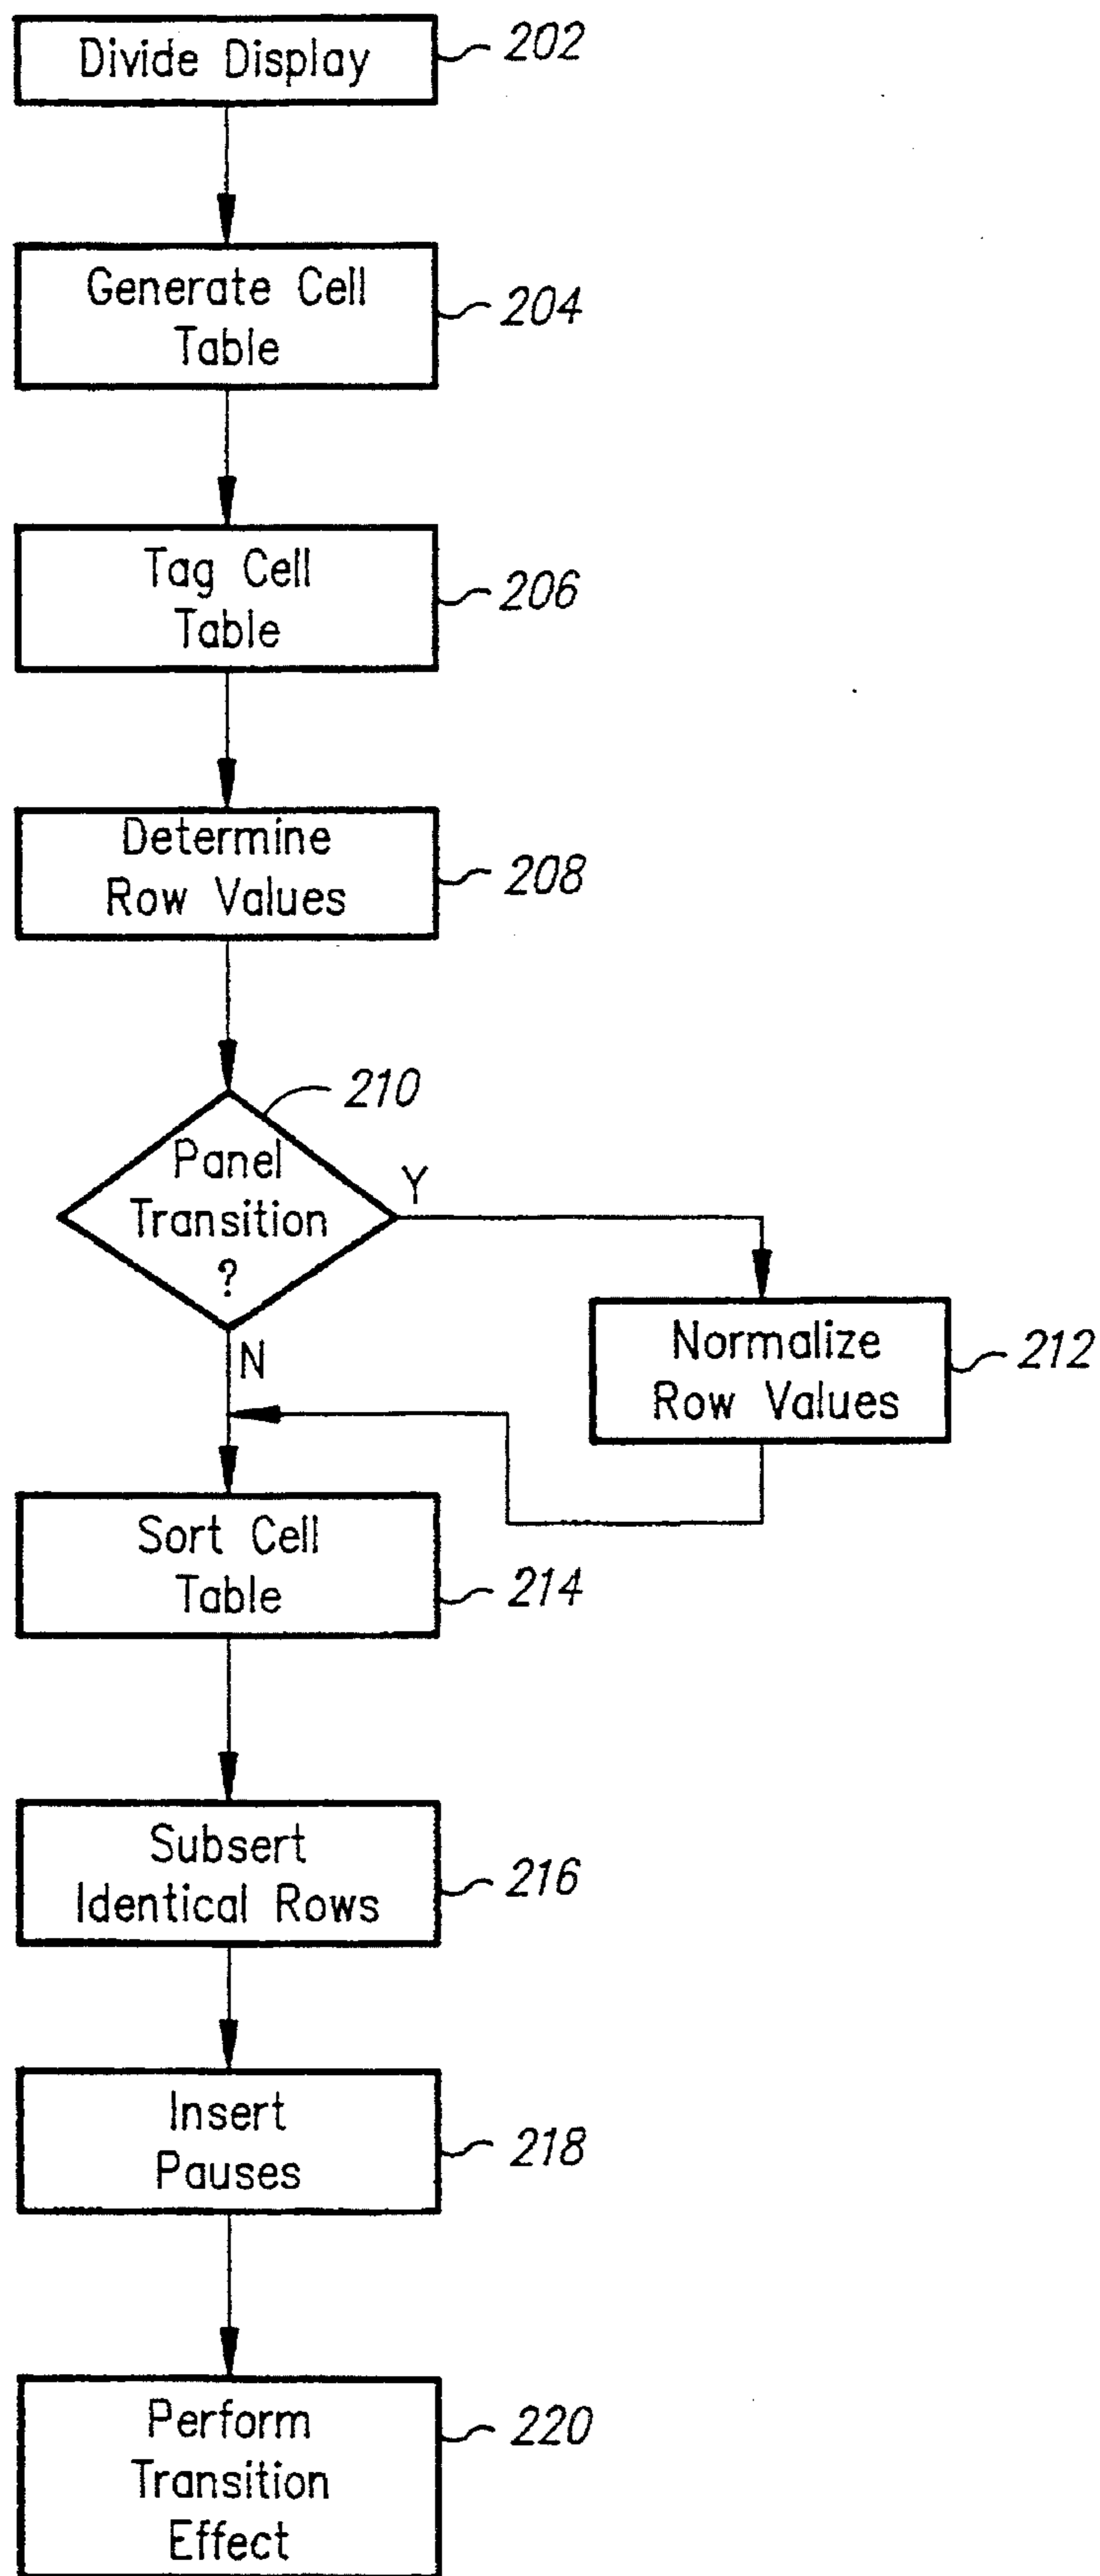 Divide Display
202
Generate Cell
Table
204
Tag Cell
Table
206
Determine
Row Values
208
210
Panel
Transition
?
Y
N
Normalize
Row Values
212
Sort Cell
Table
214
Subsert
Identical Rows
216
Insert
Pauses
218
Perform
Transition
Effect
220